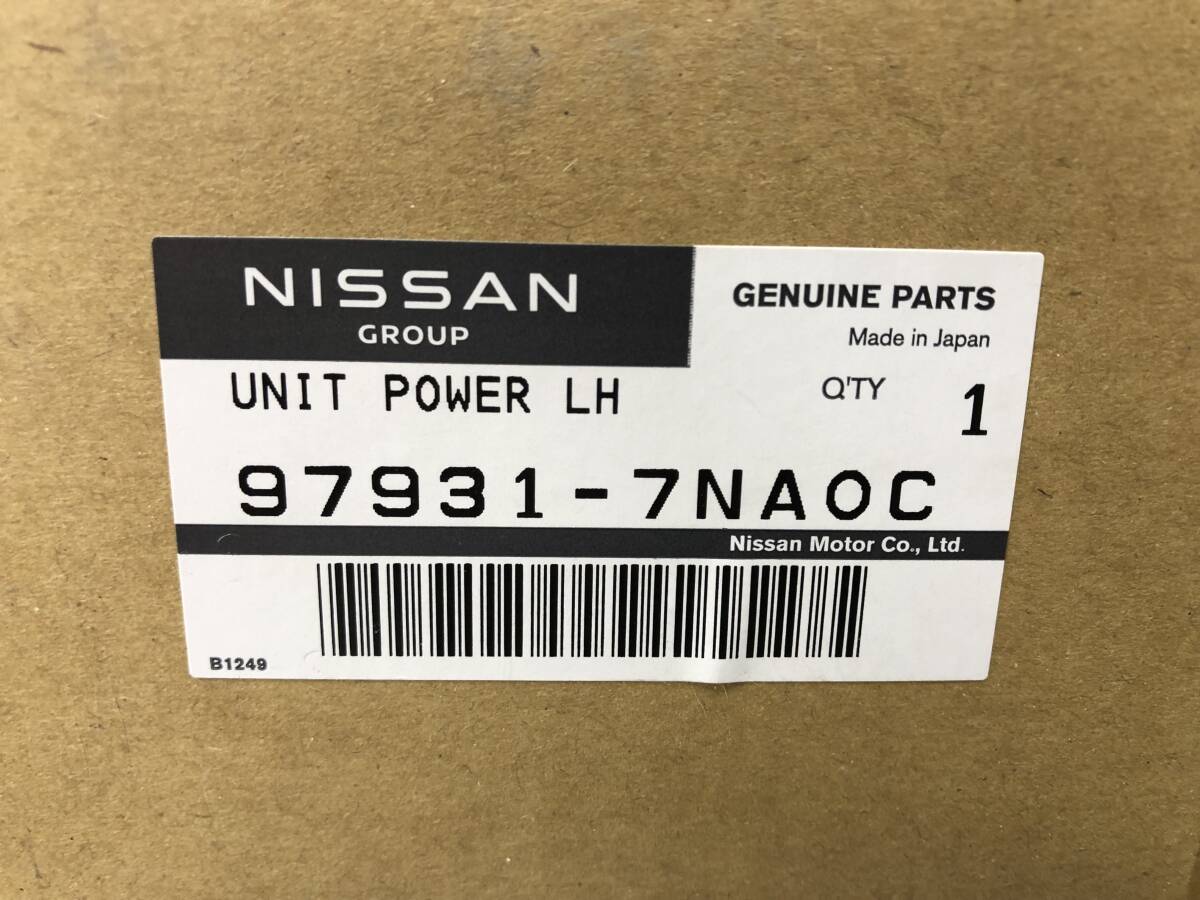 NISSAN
GROUP
GENUINE PARTS
Made in Japan
UNIT POWER LH
Q'TY 1
97931-7NA0C
Nissan Motor Co., Ltd.
B1249